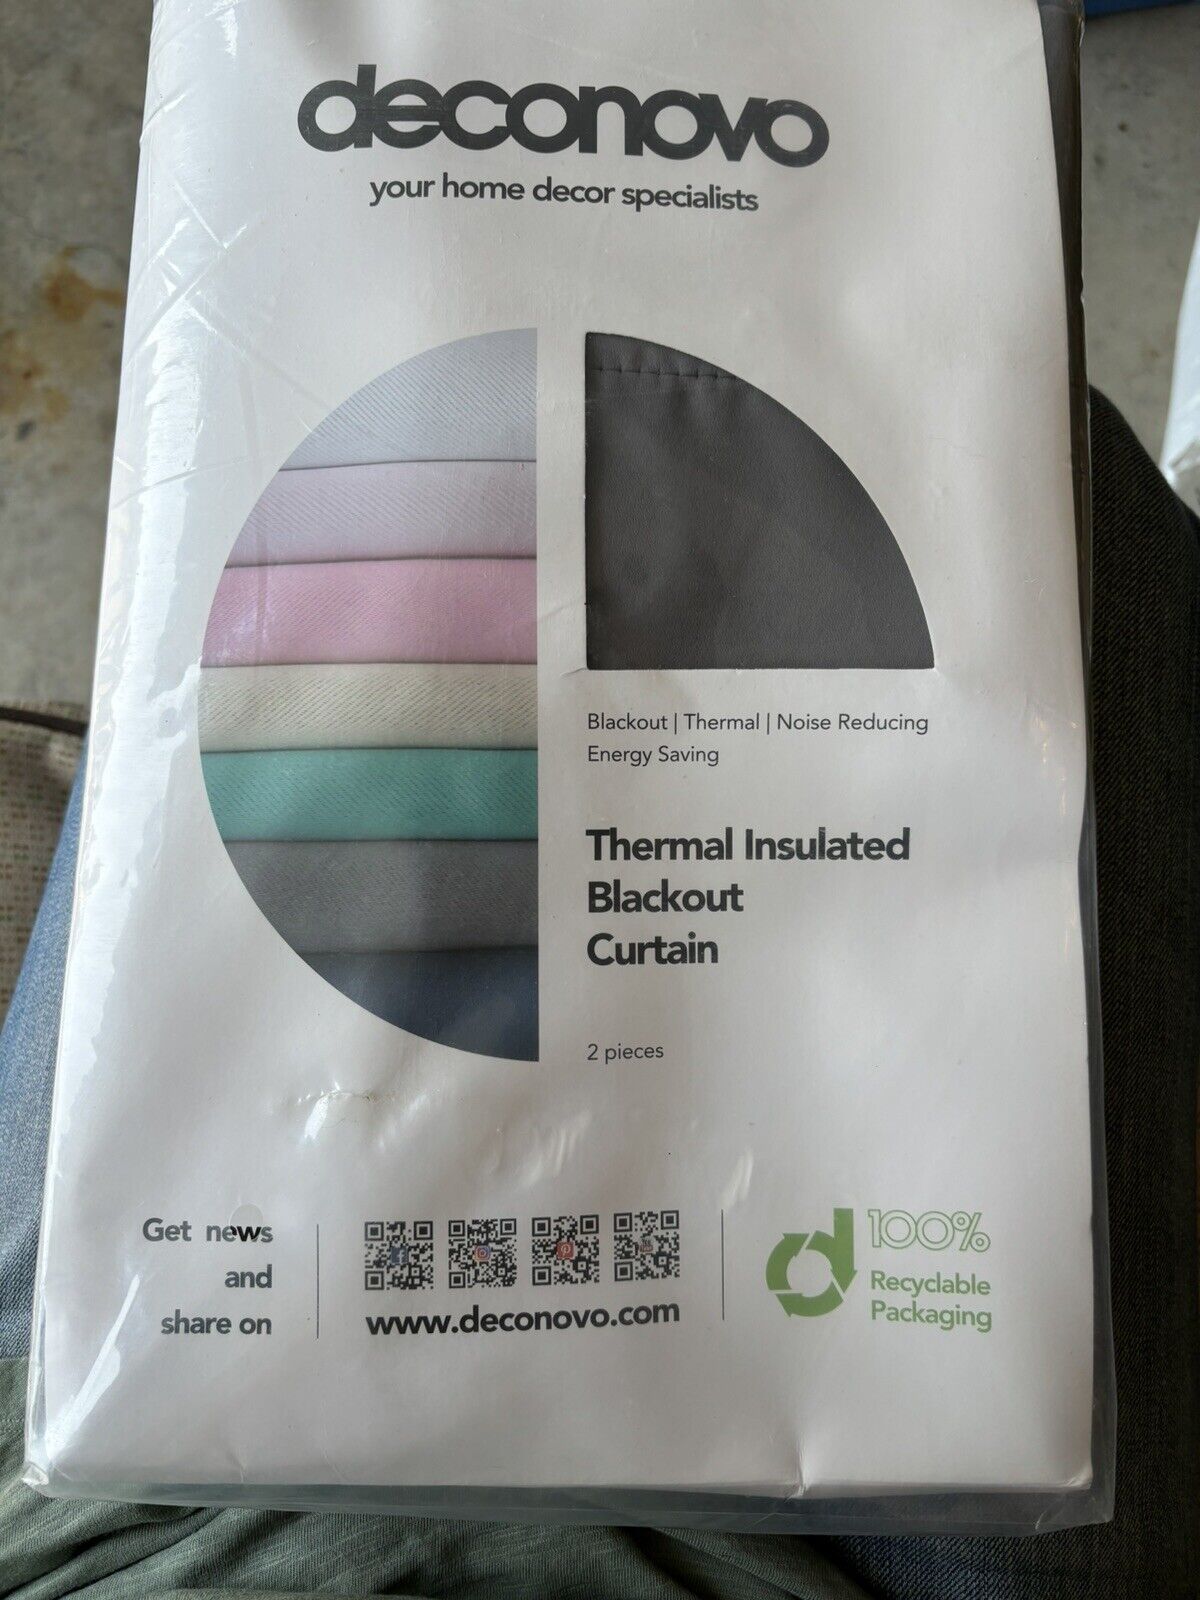 deconovo
your home decor specialists
Blackout | Thermal | Noise Reducing
Energy Saving
Thermal Insulated
Blackout
Curtain
2 pieces
Get news
and
share on
www.deconovo.com
100%
Recyclable
Packaging